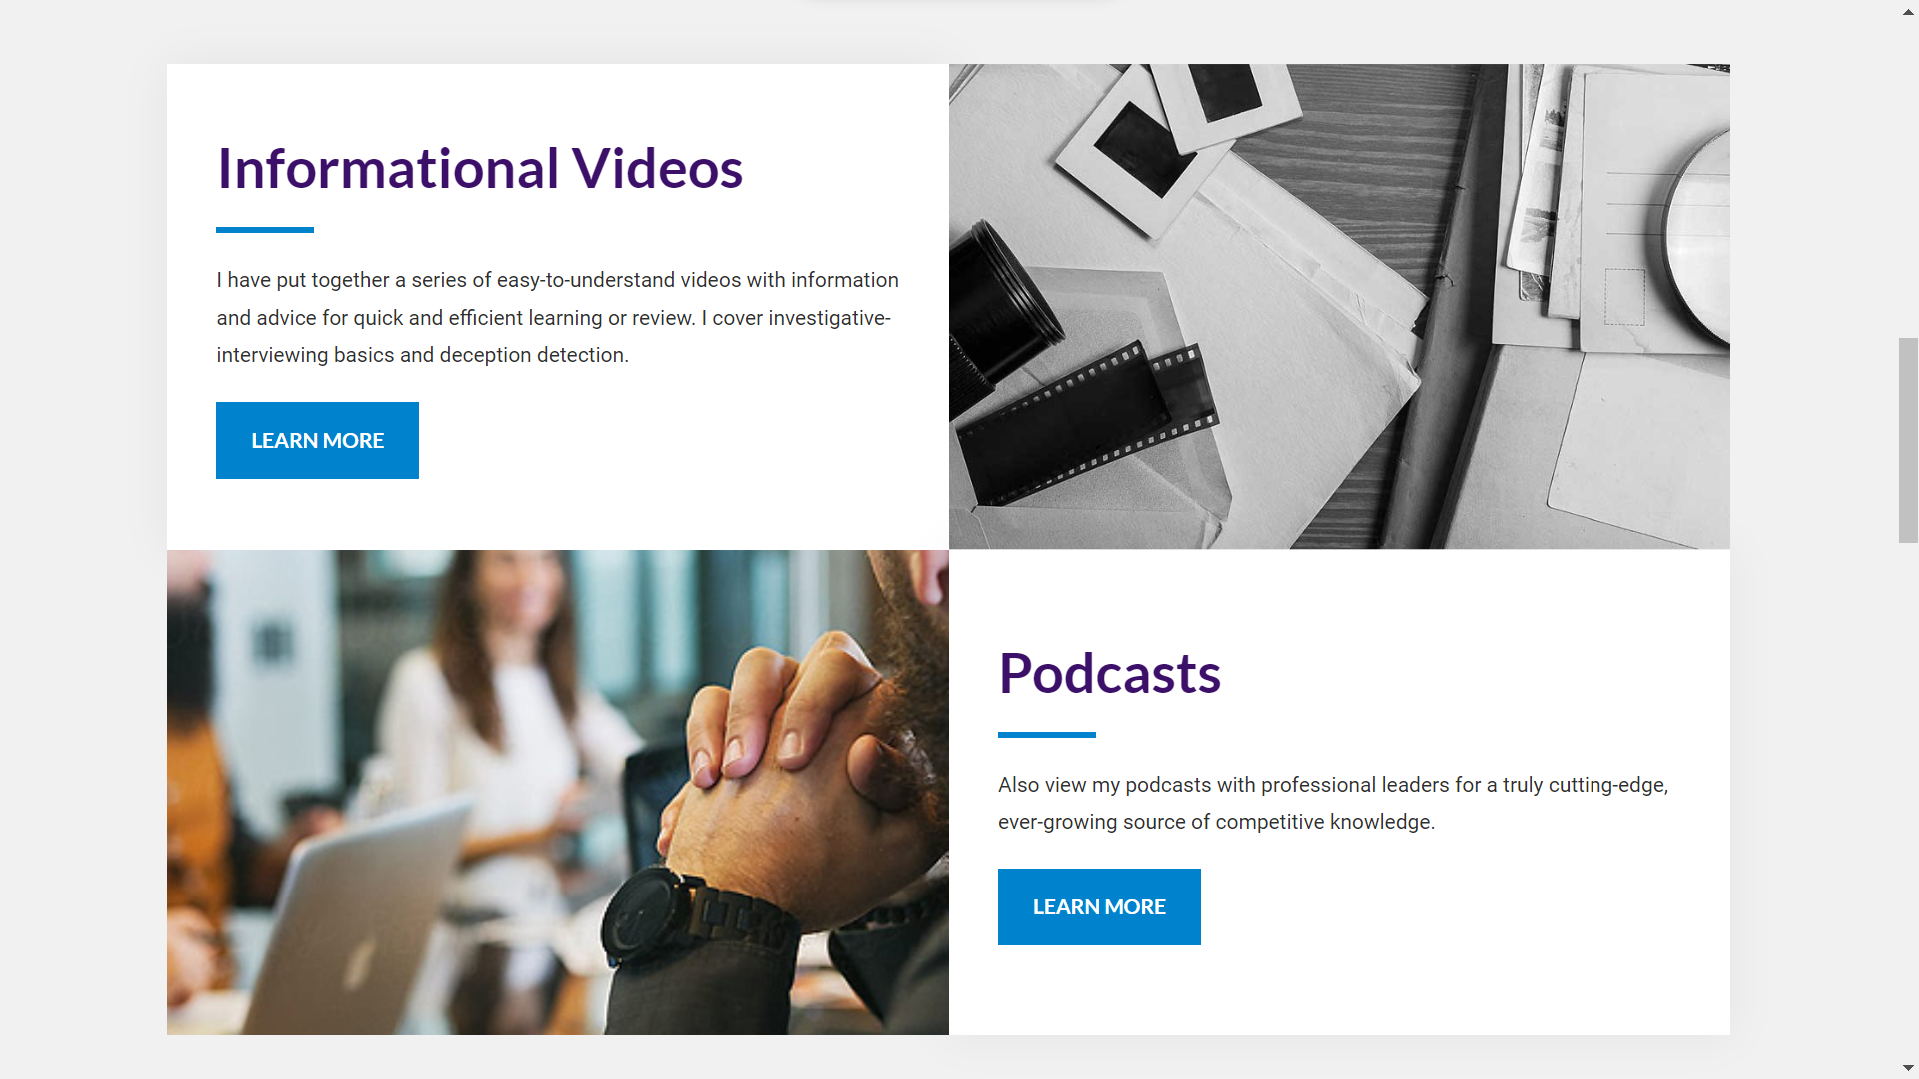 Informational Videos
I have put together a series of easy-to-understand videos with information
and advice for quick and efficient learning or review. I cover investigative-
interviewing basics and deception detection.
LEARN MORE
Podcasts
Also view my podcasts with professional leaders for a truly cutting-edge,
ever-growing source of competitive knowledge.
LEARN MORE